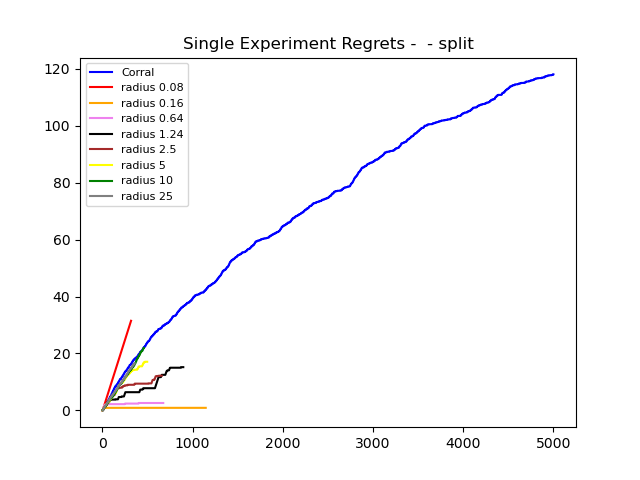 Single Experiment Regrets -  - split
120
100
80
60
40
20
0
Corral
radius 0.08
radius 0.16
radius 0.64
radius 1.24
radius 2.5
radius 5
radius 10
radius 25
0 1000 2000 3000 4000 5000